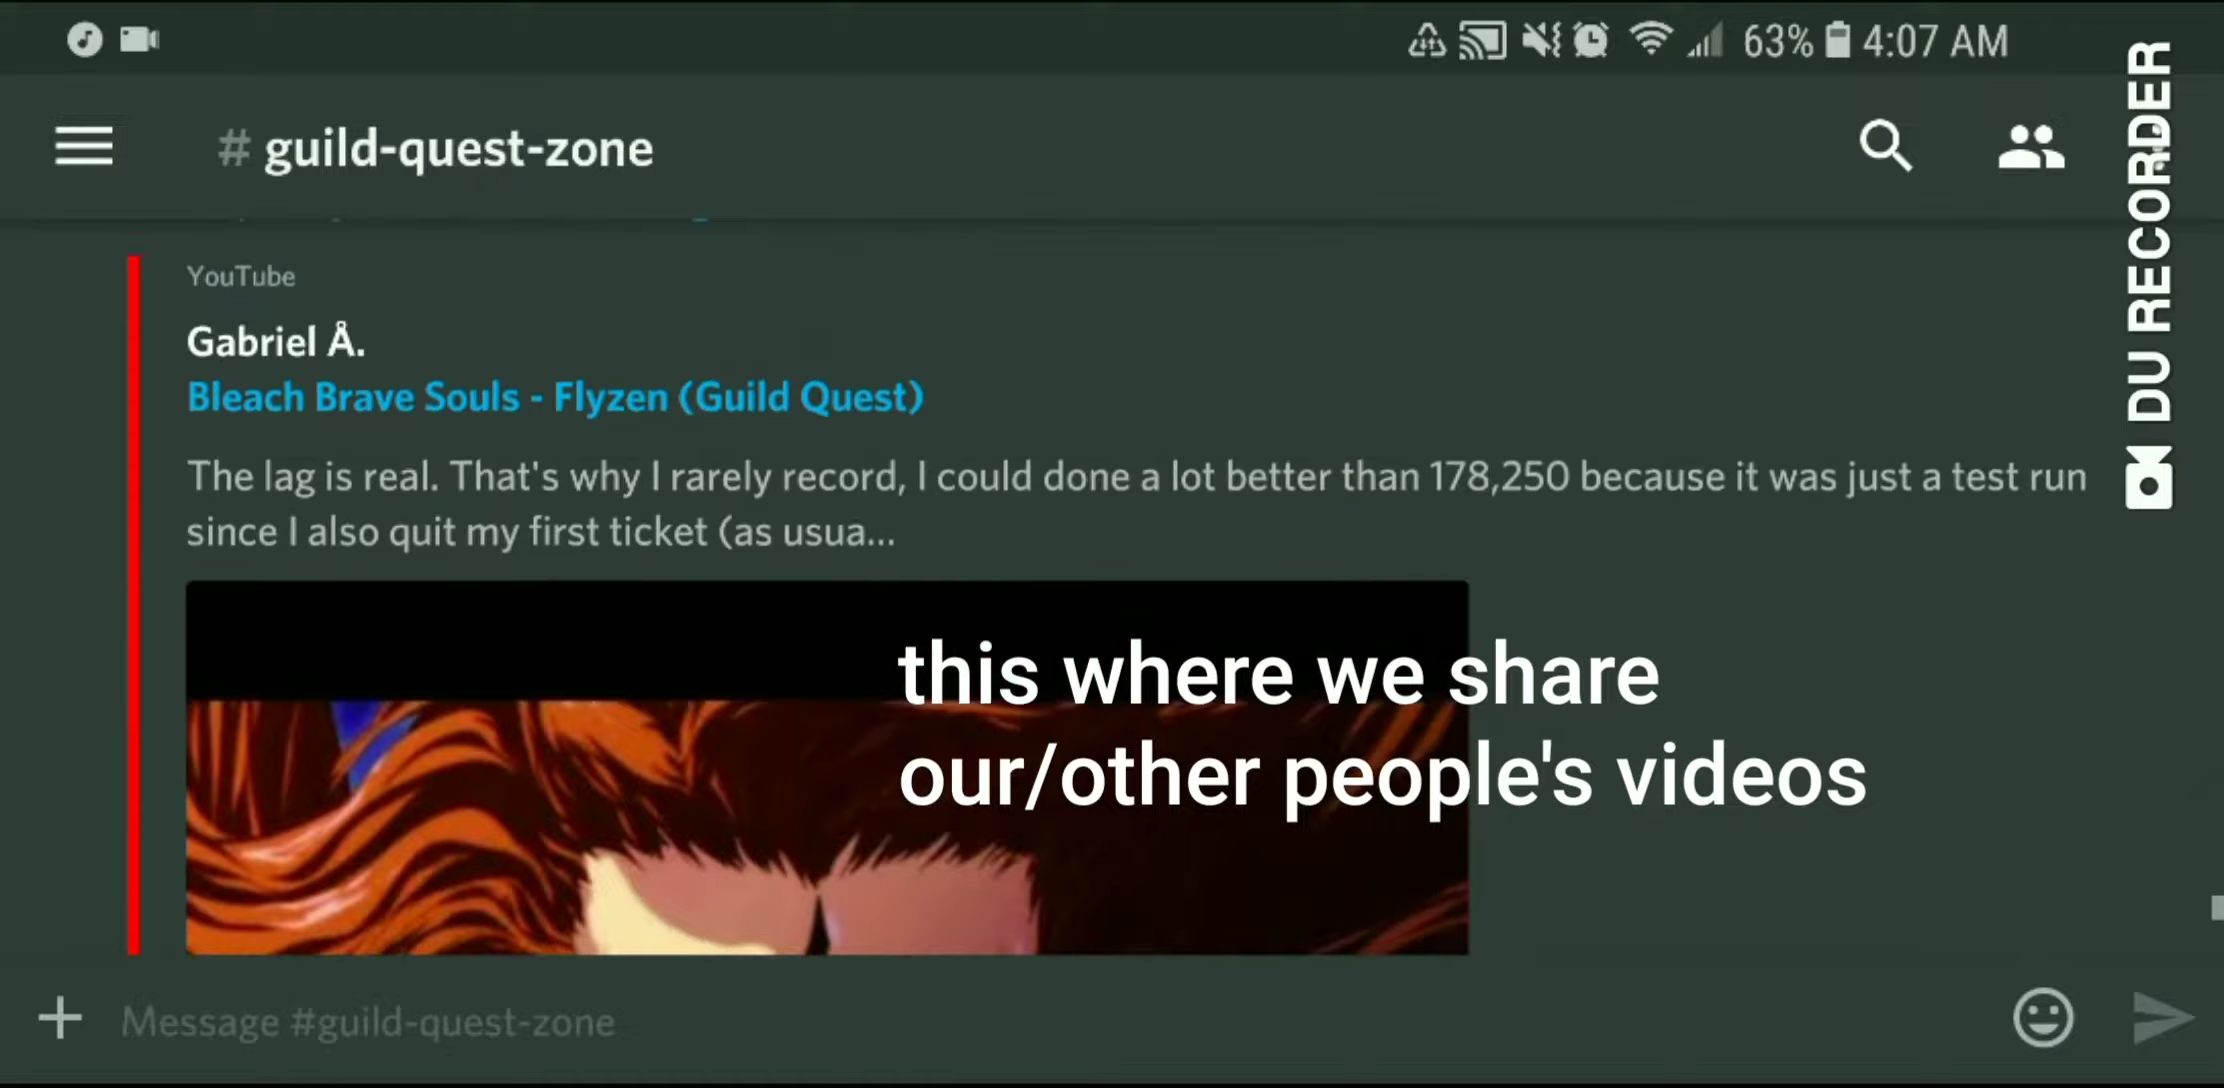 63% 4:07 AM
# guild-quest-zone
DU RECORDER
YouTube
Gabriel Å.
Bleach Brave Souls - Flyzen (Guild Quest)
The lag is real. That's why I rarely record, I could done a lot better than 178,250 because it was just a test run
since I also quit my first ticket (as usua...
this where we share
our/other people's videos
Message #guild-quest-zone